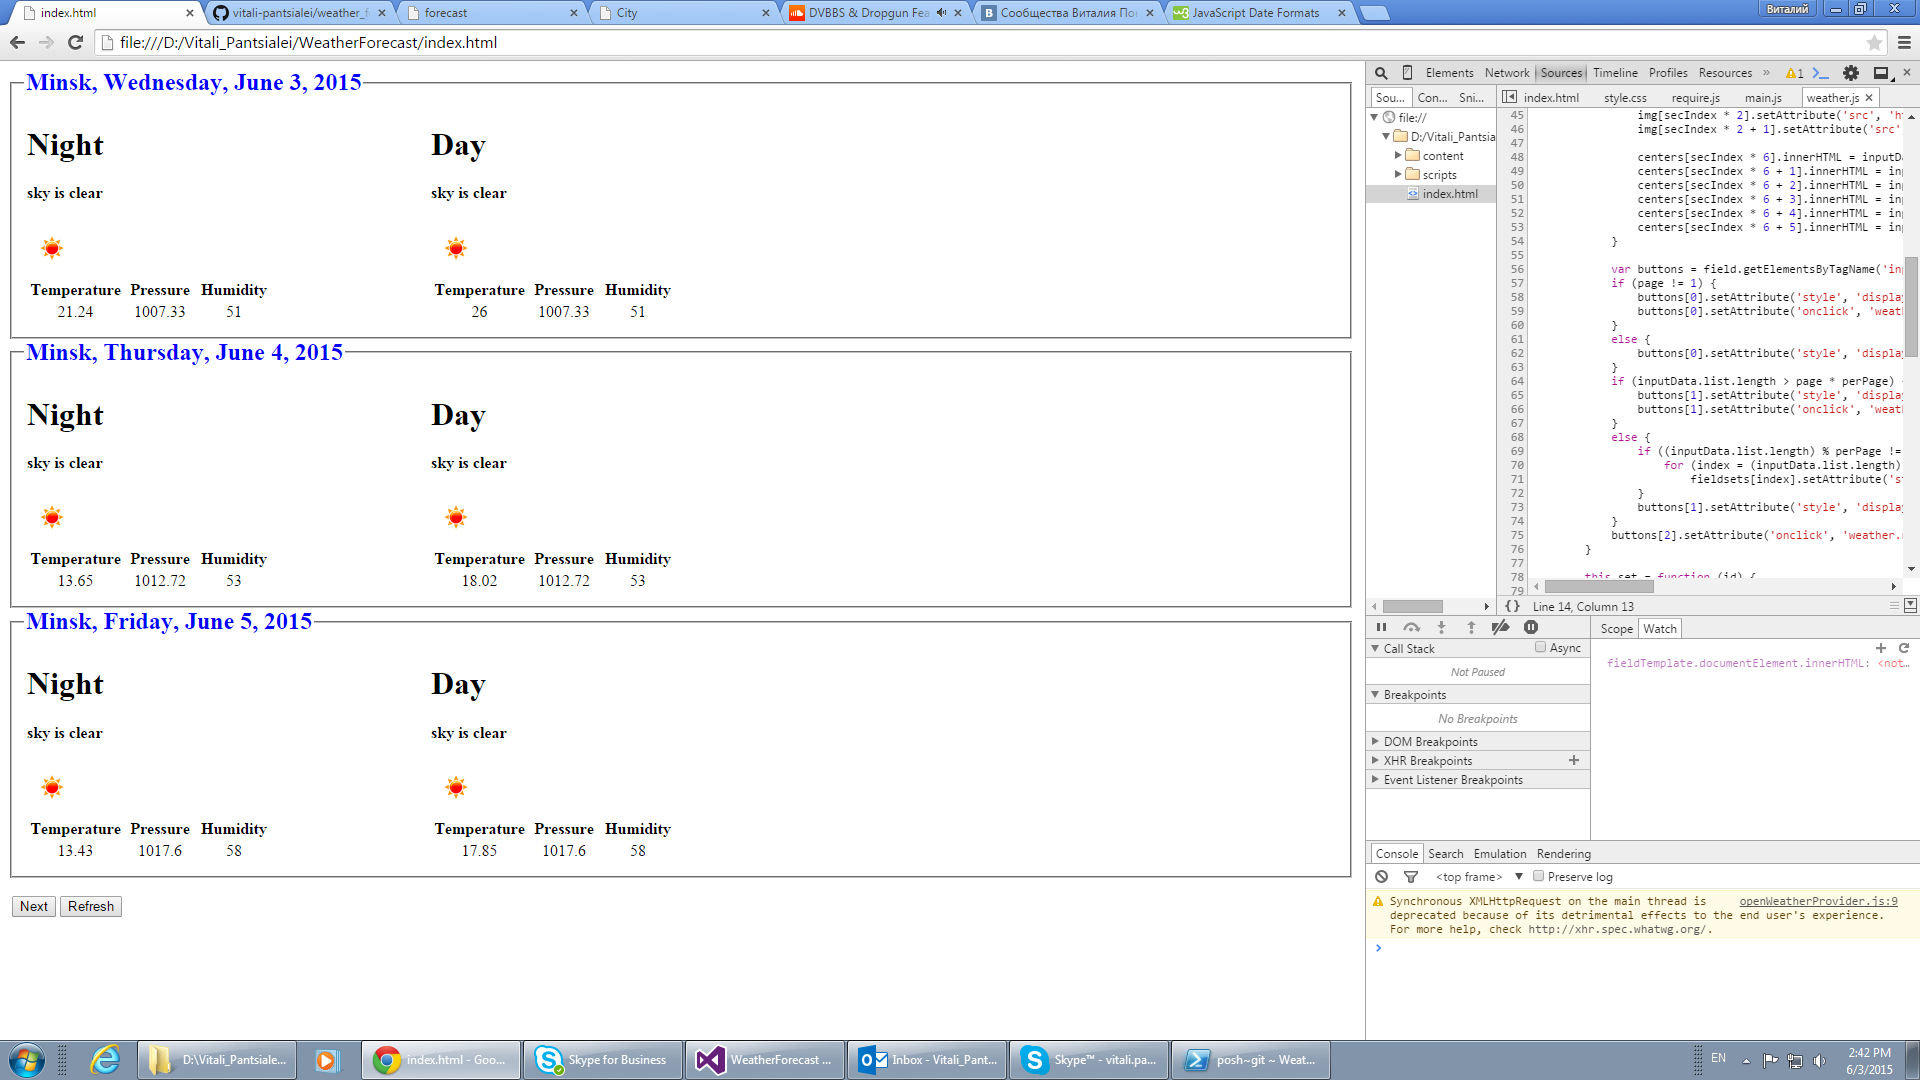 index.html
vitali-pantsialei/weather_f
forecast
City
DVBBS & Dropgun Fea
Сообщества Виталия По
JavaScript Date Formats
Виталий
file:///D:/Vitali_Pantsialei/WeatherForecast/index.html
Minsk, Wednesday, June 3, 2015
Night
Day
sky is clear
sky is clear
Temperature Pressure Humidity
21.24 1007.33 51
Temperature Pressure Humidity
26 1007.33 51
Minsk, Thursday, June 4, 2015
Night
Day
sky is clear
sky is clear
Temperature Pressure Humidity
13.65 1012.72 53
Temperature Pressure Humidity
18.02 1012.72 53
Minsk, Friday, June 5, 2015
Night
Day
sky is clear
sky is clear
Temperature Pressure Humidity
13.43 1017.6 58
Temperature Pressure Humidity
17.85 1017.6 58
Next
Refresh
Elements Network Sources Timeline Profiles Resources » 1
Sou... Con... Sni...
index.html style.css require.js main.js weather.js
file://
D:/Vitali_Pantsia
content
scripts
index.html
45 img[secIndex * 2].setAttribute('src', 'ht
46 img[secIndex * 2 + 1].setAttribute('src'
47
48 centers[secIndex * 6].innerHTML = inputDa
49 centers[secIndex * 6 + 1].innerHTML = inp
50 centers[secIndex * 6 + 2].innerHTML = inp
51 centers[secIndex * 6 + 3].innerHTML = inp
52 centers[secIndex * 6 + 4].innerHTML = inp
53 centers[secIndex * 6 + 5].innerHTML = inp
54 }
55
56 var buttons = field.getElementsByTagName('in
57 if (page != 1) {
58 buttons[0].setAttribute('style', 'display
59 buttons[0].setAttribute('onclick', 'weath
60 }
61 else {
62 buttons[0].setAttribute('style', 'display
63 }
64 if (inputData.list.length > page * perPage)
65 buttons[1].setAttribute('style', 'display
66 buttons[1].setAttribute('onclick', 'weath
67 }
68 else {
69 if ((inputData.list.length) % perPage !=
70 for (index = (inputData.list.length)
71 fieldsets[index].setAttribute('s
72 }
73 buttons[1].setAttribute('style', 'display
74 }
75 buttons[2].setAttribute('onclick', 'weather.
76 }
77
78 this.set = function (id) {
79
{ } Line 14, Column 13
Scope Watch
Call Stack
Async
Not Paused
Breakpoints
No Breakpoints
DOM Breakpoints
XHR Breakpoints
Event Listener Breakpoints
fieldTemplate.documentElement.innerHTML: <not…
Console Search Emulation Rendering
<top frame> Preserve log
Synchronous XMLHttpRequest on the main thread is openWeatherProvider.js:9
deprecated because of its detrimental effects to the end user's experience.
For more help, check http://xhr.spec.whatwg.org/.
D:\Vitali_Pantsiale...
index.html - Goo...
Skype for Business
WeatherForecast ...
Inbox - Vitali_Pant...
Skype™ - vitali.pa...
posh~git ~ Weat...
EN
2:42 PM
6/3/2015